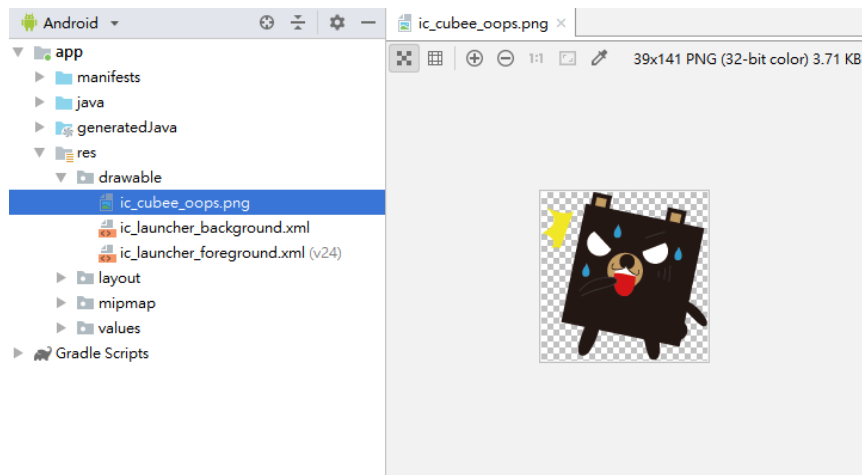 Android
ic_cubee_oops.png
1:1
39x141 PNG (32-bit color) 3.71 KB
app
manifests
java
generatedJava
res
drawable
ic_cubee_oops.png
ic_launcher_background.xml
ic_launcher_foreground.xml (v24)
layout
mipmap
values
Gradle Scripts